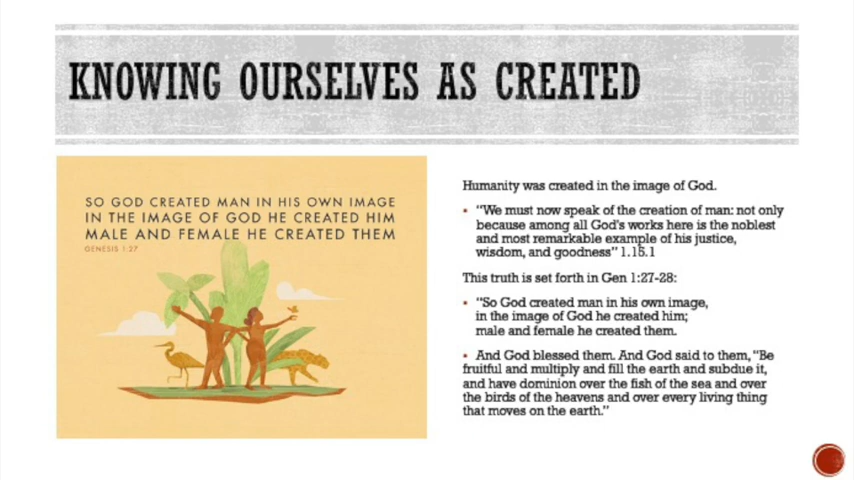 KNOWING OURSELVES AS CREATED
SO GOD CREATED MAN IN HIS OWN IMAGE
IN THE IMAGE OF GOD HE CREATED HIM
MALE AND FEMALE HE CREATED THEM
GENESIS 1:27
Humanity was created in the image of God.
▪ “We must now speak of the creation of man: not only
because among all God's works here is the noblest
and most remarkable example of his justice,
wisdom, and goodness” 1.15.1
This truth is set forth in Gen 1:27-28:
▪ “So God created man in his own image,
in the image of God he created him;
male and female he created them.
▪ And God blessed them. And God said to them, “Be
fruitful and multiply and fill the earth and subdue it,
and have dominion over the fish of the sea and over
the birds of the heavens and over every living thing
that moves on the earth.”